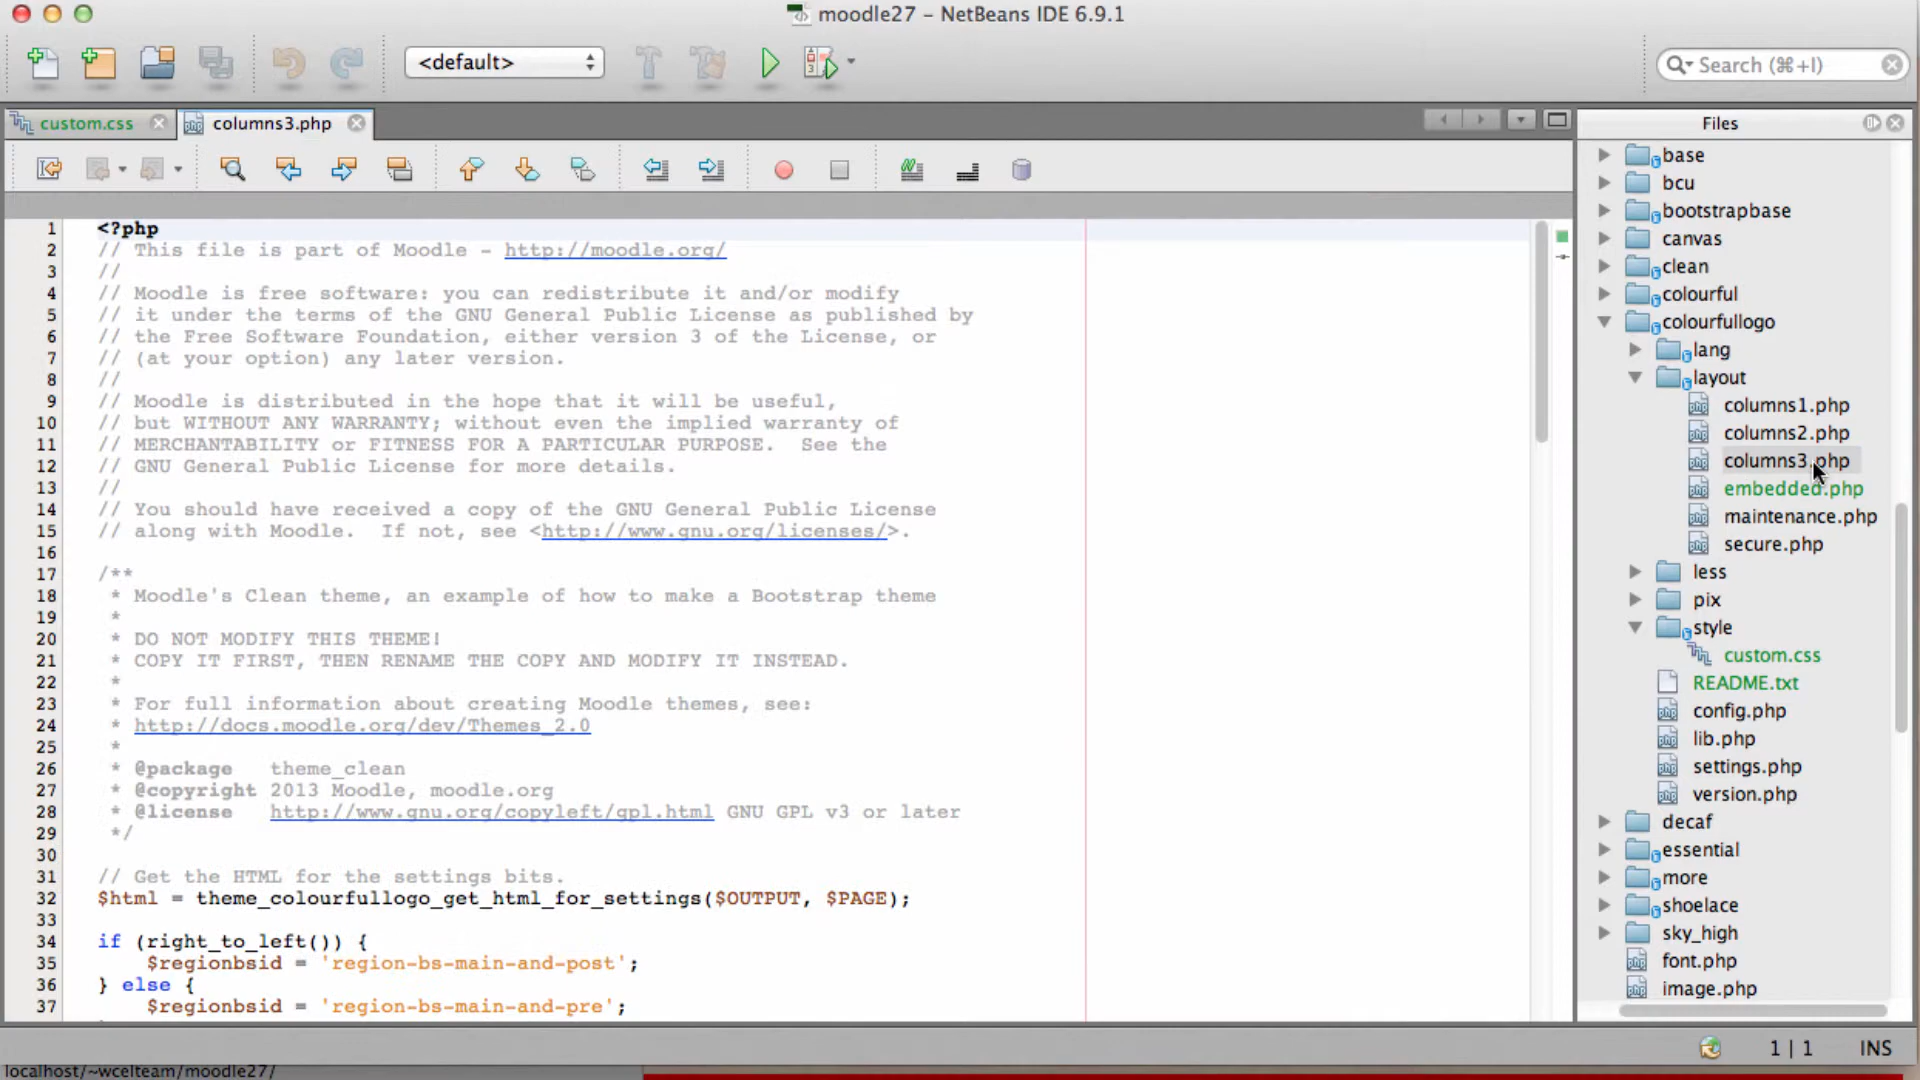 moodle27 – NetBeans IDE 6.9.1
<default>
Search (⌘+I)
custom.css
columns3.php
Files
1 <?php
2 // This file is part of Moodle - http://moodle.org/
3 //
4 // Moodle is free software: you can redistribute it and/or modify
5 // it under the terms of the GNU General Public License as published by
6 // the Free Software Foundation, either version 3 of the License, or
7 // (at your option) any later version.
8 //
9 // Moodle is distributed in the hope that it will be useful,
10 // but WITHOUT ANY WARRANTY; without even the implied warranty of
11 // MERCHANTABILITY or FITNESS FOR A PARTICULAR PURPOSE.  See the
12 // GNU General Public License for more details.
13 //
14 // You should have received a copy of the GNU General Public License
15 // along with Moodle.  If not, see <http://www.gnu.org/licenses/>.
16
17 /**
18 * Moodle's Clean theme, an example of how to make a Bootstrap theme
19 *
20 * DO NOT MODIFY THIS THEME!
21 * COPY IT FIRST, THEN RENAME THE COPY AND MODIFY IT INSTEAD.
22 *
23 * For full information about creating Moodle themes, see:
24 * http://docs.moodle.org/dev/Themes_2.0
25 *
26 * @package   theme_clean
27 * @copyright 2013 Moodle, moodle.org
28 * @license   http://www.gnu.org/copyleft/gpl.html GNU GPL v3 or later
29 */
30
31 // Get the HTML for the settings bits.
32 $html = theme_colourfullogo_get_html_for_settings($OUTPUT, $PAGE);
33
34 if (right_to_left()) {
35     $regionbsid = 'region-bs-main-and-post';
36 } else {
37     $regionbsid = 'region-bs-main-and-pre';
base
bcu
bootstrapbase
canvas
clean
colourful
colourfullogo
lang
layout
columns1.php
columns2.php
columns3.php
embedded.php
maintenance.php
secure.php
less
pix
style
custom.css
README.txt
config.php
lib.php
settings.php
version.php
decaf
essential
more
shoelace
sky_high
font.php
image.php
1 | 1
INS
localhost/~wcelteam/moodle27/